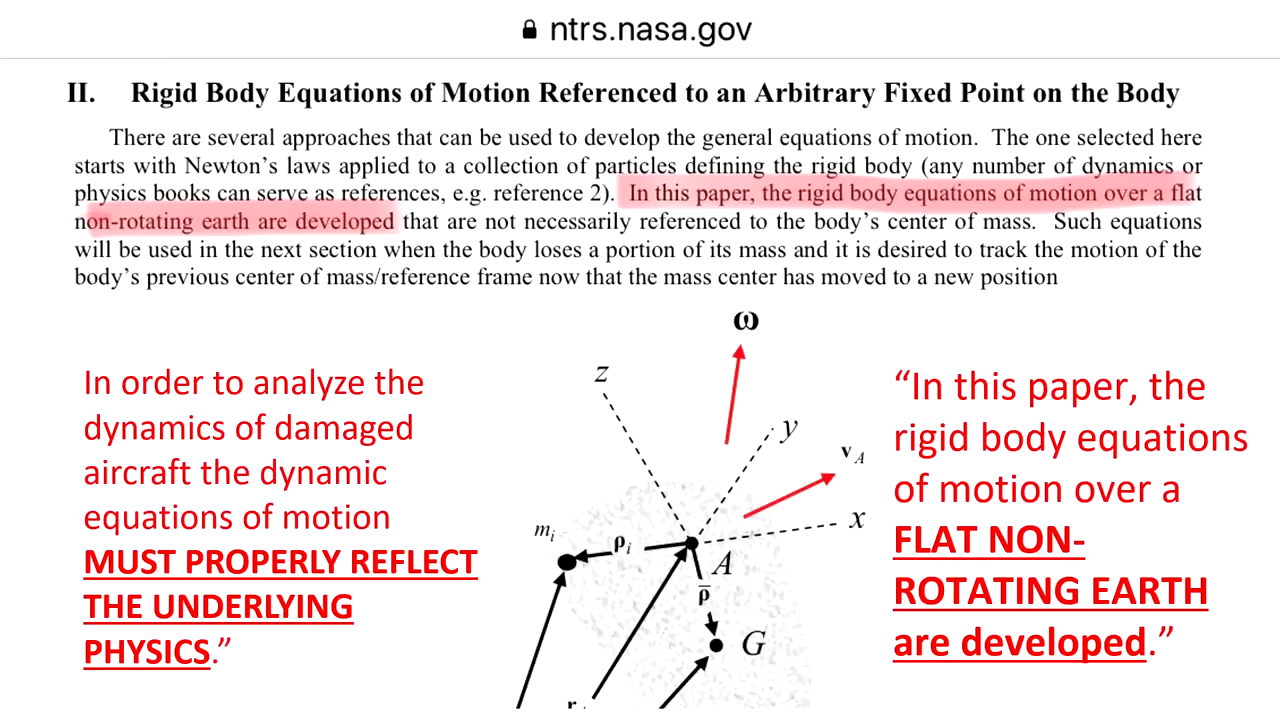 ntrs.nasa.gov
II. Rigid Body Equations of Motion Referenced to an Arbitrary Fixed Point on the Body
There are several approaches that can be used to develop the general equations of motion. The one selected here
starts with Newton's laws applied to a collection of particles defining the rigid body (any number of dynamics or
physics books can serve as references, e.g. reference 2). In this paper, the rigid body equations of motion over a flat
non-rotating earth are developed that are not necessarily referenced to the body's center of mass. Such equations
will be used in the next section when the body loses a portion of its mass and it is desired to track the motion of the
body's previous center of mass/reference frame now that the mass center has moved to a new position
In order to analyze the
dynamics of damaged
aircraft the dynamic
equations of motion
MUST PROPERLY REFLECT
THE UNDERLYING
PHYSICS.”
ω
z
y
v A
x
m i
ρ i
A
ρ̄
G
“In this paper, the
rigid body equations
of motion over a
FLAT NON-
ROTATING EARTH
are developed.”